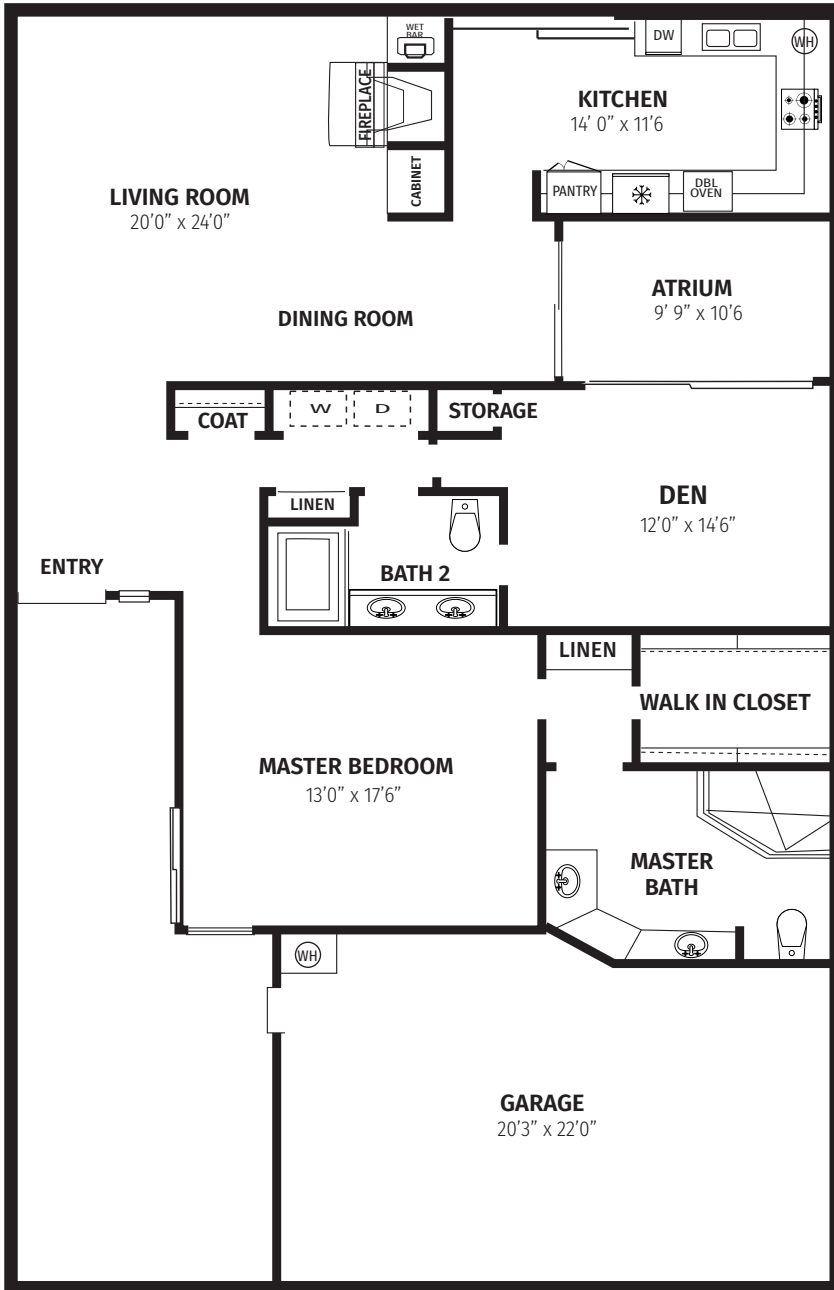 WET
BAR
DW
WH
FIREPLACE
KITCHEN
14' 0” x 11’6
CABINET
PANTRY
DBL
OVEN
LIVING ROOM
20’0” x 24’0”
ATRIUM
9’ 9” x 10’6
DINING ROOM
COAT
W
D
STORAGE
LINEN
DEN
12’0” x 14’6”
ENTRY
BATH 2
LINEN
WALK IN CLOSET
MASTER BEDROOM
13’0” x 17’6”
MASTER
BATH
WH
GARAGE
20’3” x 22’0”